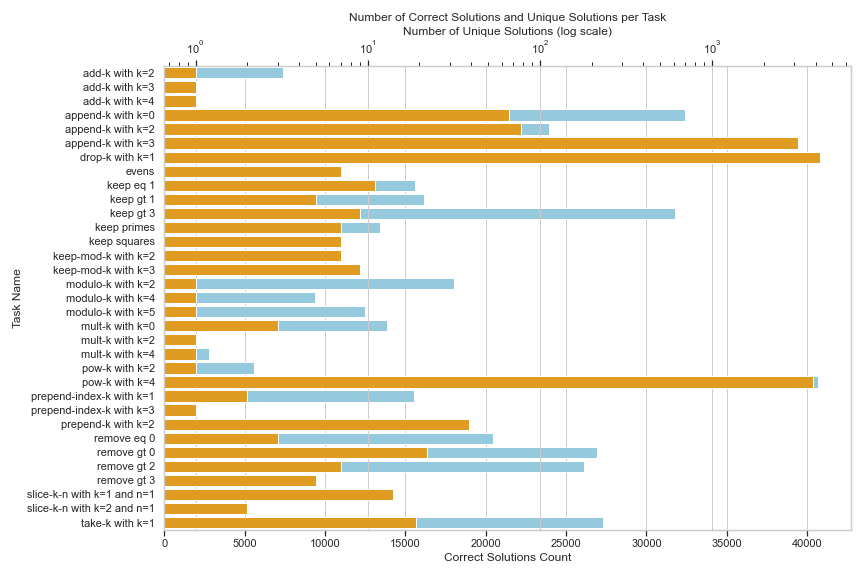 Number of Correct Solutions and Unique Solutions per Task
Number of Unique Solutions (log scale)
10⁰ 10¹ 10² 10³
Task Name
add-k with k=2
add-k with k=3
add-k with k=4
append-k with k=0
append-k with k=2
append-k with k=3
drop-k with k=1
evens
keep eq 1
keep gt 1
keep gt 3
keep primes
keep squares
keep-mod-k with k=2
keep-mod-k with k=3
modulo-k with k=2
modulo-k with k=4
modulo-k with k=5
mult-k with k=0
mult-k with k=2
mult-k with k=4
pow-k with k=2
pow-k with k=4
prepend-index-k with k=1
prepend-index-k with k=3
prepend-k with k=2
remove eq 0
remove gt 0
remove gt 2
remove gt 3
slice-k-n with k=1 and n=1
slice-k-n with k=2 and n=1
take-k with k=1
0 5000 10000 15000 20000 25000 30000 35000 40000
Correct Solutions Count